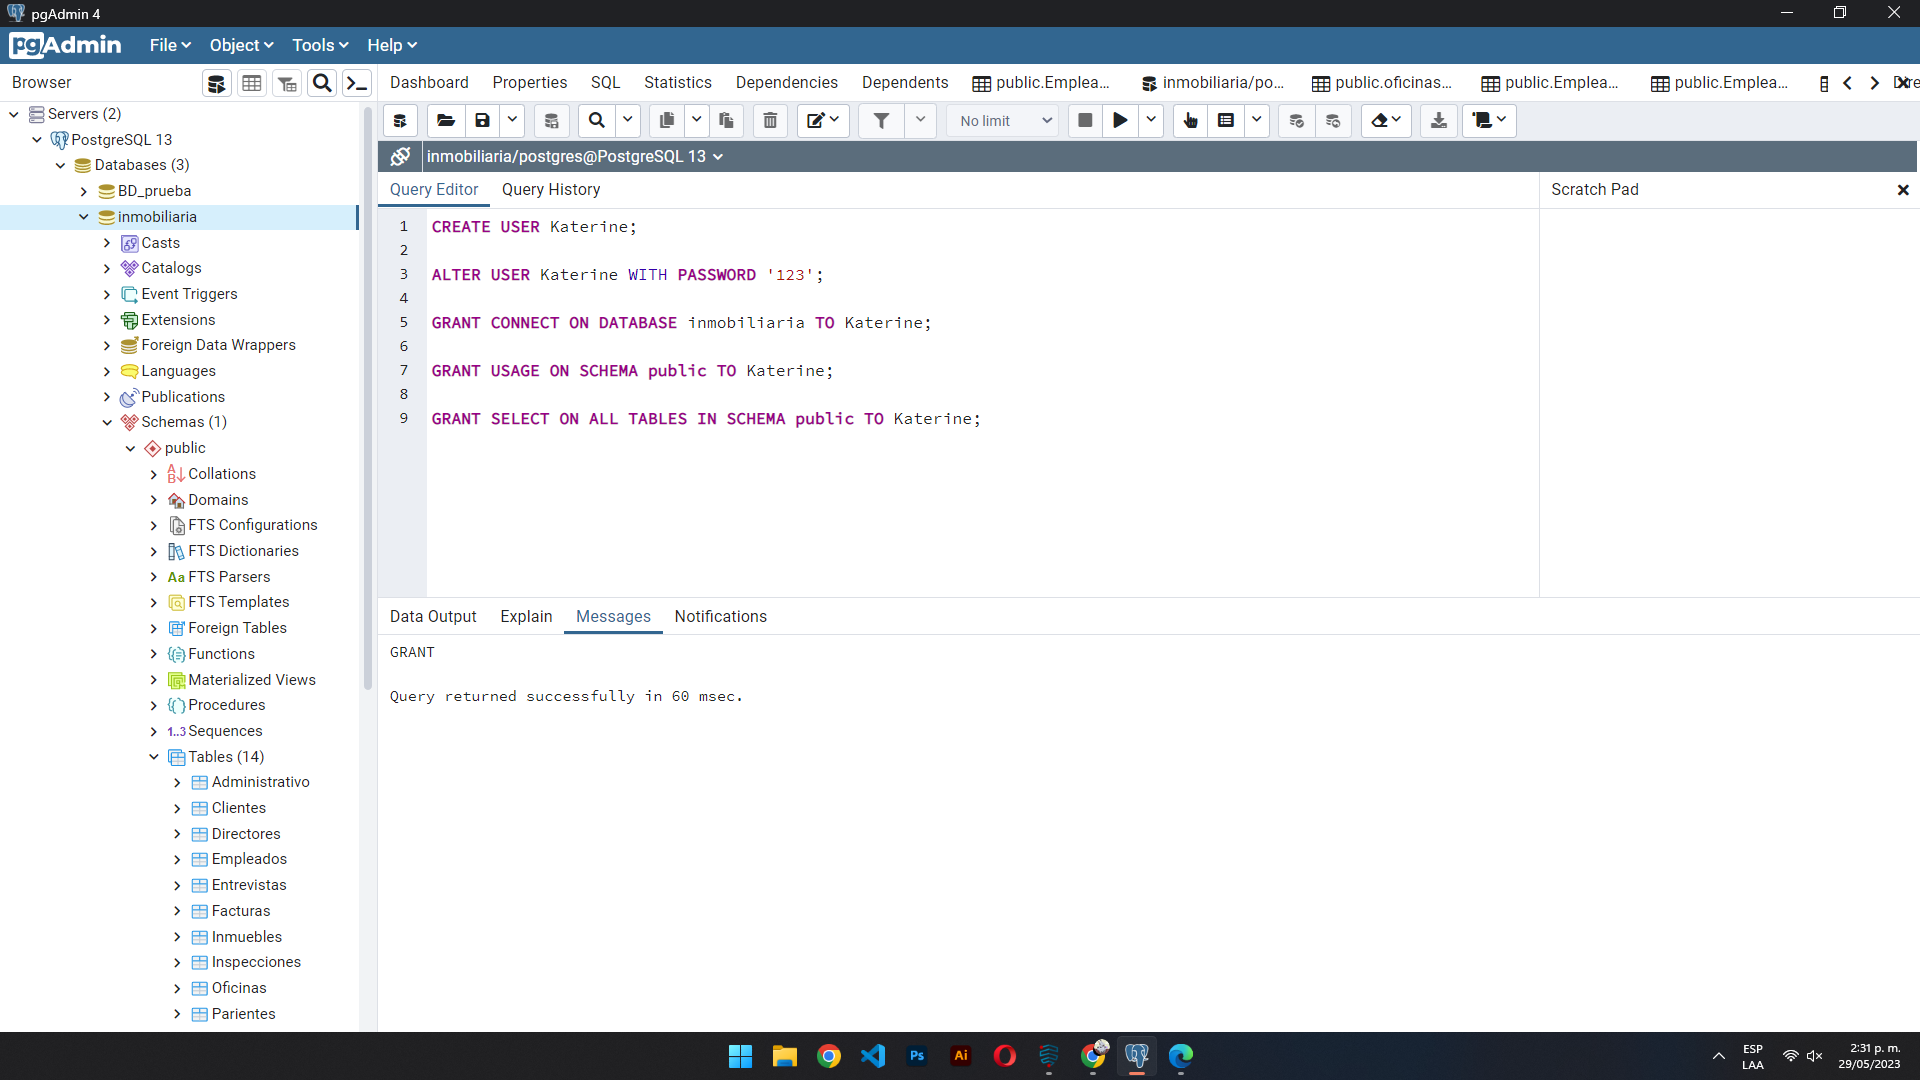 pgAdmin 4
pgAdmin
File
Object
Tools
Help
Browser
Dashboard
Properties
SQL
Statistics
Dependencies
Dependents
public.Emplea...
inmobiliaria/po...
public.oficinas...
public.Emplea...
public.Emplea...
No limit
inmobiliaria/postgres@PostgreSQL 13
Query Editor
Query History
Scratch Pad
1 CREATE USER Katerine;
2
3 ALTER USER Katerine WITH PASSWORD '123';
4
5 GRANT CONNECT ON DATABASE inmobiliaria TO Katerine;
6
7 GRANT USAGE ON SCHEMA public TO Katerine;
8
9 GRANT SELECT ON ALL TABLES IN SCHEMA public TO Katerine;
Data Output
Explain
Messages
Notifications
GRANT
Query returned successfully in 60 msec.
Servers (2)
PostgreSQL 13
Databases (3)
BD_prueba
inmobiliaria
Casts
Catalogs
Event Triggers
Extensions
Foreign Data Wrappers
Languages
Publications
Schemas (1)
public
Collations
Domains
FTS Configurations
FTS Dictionaries
Aa FTS Parsers
FTS Templates
Foreign Tables
Functions
Materialized Views
Procedures
1..3 Sequences
Tables (14)
Administrativo
Clientes
Directores
Empleados
Entrevistas
Facturas
Inmuebles
Inspecciones
Oficinas
Parientes
Ps
Ai
ESP
LAA
2:31 p. m.
29/05/2023